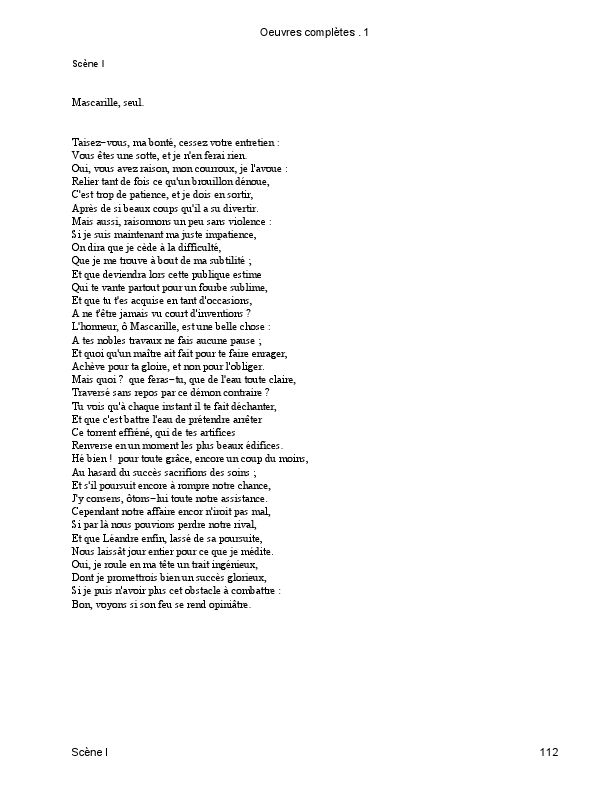 Oeuvres complètes . 1
Scène I
Mascarille, seul.
Taisez-vous, ma bonté, cessez votre entretien :
Vous êtes une sotte, et je n'en ferai rien.
Oui, vous avez raison, mon courroux, je l'avoue :
Relier tant de fois ce qu'un brouillon dénoue,
C'est trop de patience, et je dois en sortir,
Après de si beaux coups qu'il a su divertir.
Mais aussi, raisonnons un peu sans violence :
Si je suis maintenant ma juste impatience,
On dira que je cède à la difficulté,
Que je me trouve à bout de ma subtilité ;
Et que deviendra lors cette publique estime
Qui te vante partout pour un fourbe sublime,
Et que tu t'es acquise en tant d'occasions,
A ne t'être jamais vu court d'inventions ?
L'honneur, ô Mascarille, est une belle chose :
A tes nobles travaux ne fais aucune pause ;
Et quoi qu'un maître ait fait pour te faire enrager,
Achève pour ta gloire, et non pour l'obliger.
Mais quoi ? que feras-tu, que de l'eau toute claire,
Traversé sans repos par ce démon contraire ?
Tu vois qu'à chaque instant il te fait déchanter,
Et que c'est battre l'eau de prétendre arrêter
Ce torrent effréné, qui de tes artifices
Renverse en un moment les plus beaux édifices.
Hé bien ! pour toute grâce, encore un coup du moins,
Au hasard du succès sacrifions des soins ;
Et s'il poursuit encore à rompre notre chance,
J'y consens, ôtons-lui toute notre assistance.
Cependant notre affaire encor n'iroit pas mal,
Si par là nous pouvions perdre notre rival,
Et que Léandre enfin, lassé de sa poursuite,
Nous laissât jour entier pour ce que je médite.
Oui, je roule en ma tête un trait ingénieux,
Dont je promettrois bien un succès glorieux,
Si je puis n'avoir plus cet obstacle à combattre :
Bon, voyons si son feu se rend opiniâtre.
Scène I
112